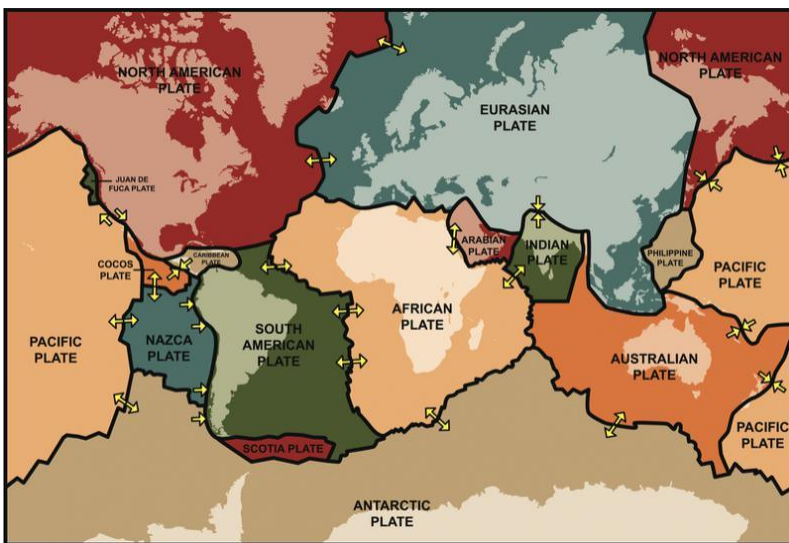 NORTH AMERICAN
PLATE
NORTH AMERICAN
PLATE
EURASIAN
PLATE
JUAN DE
FUCA PLATE
CARIBBEAN
PLATE
COCOS
PLATE
ARABIAN
PLATE
INDIAN
PLATE
PHILIPPINE
PLATE
PACIFIC
PLATE
PACIFIC
PLATE
NAZCA
PLATE
SOUTH
AMERICAN
PLATE
AFRICAN
PLATE
AUSTRALIAN
PLATE
PACIFIC
PLATE
SCOTIA PLATE
ANTARCTIC
PLATE